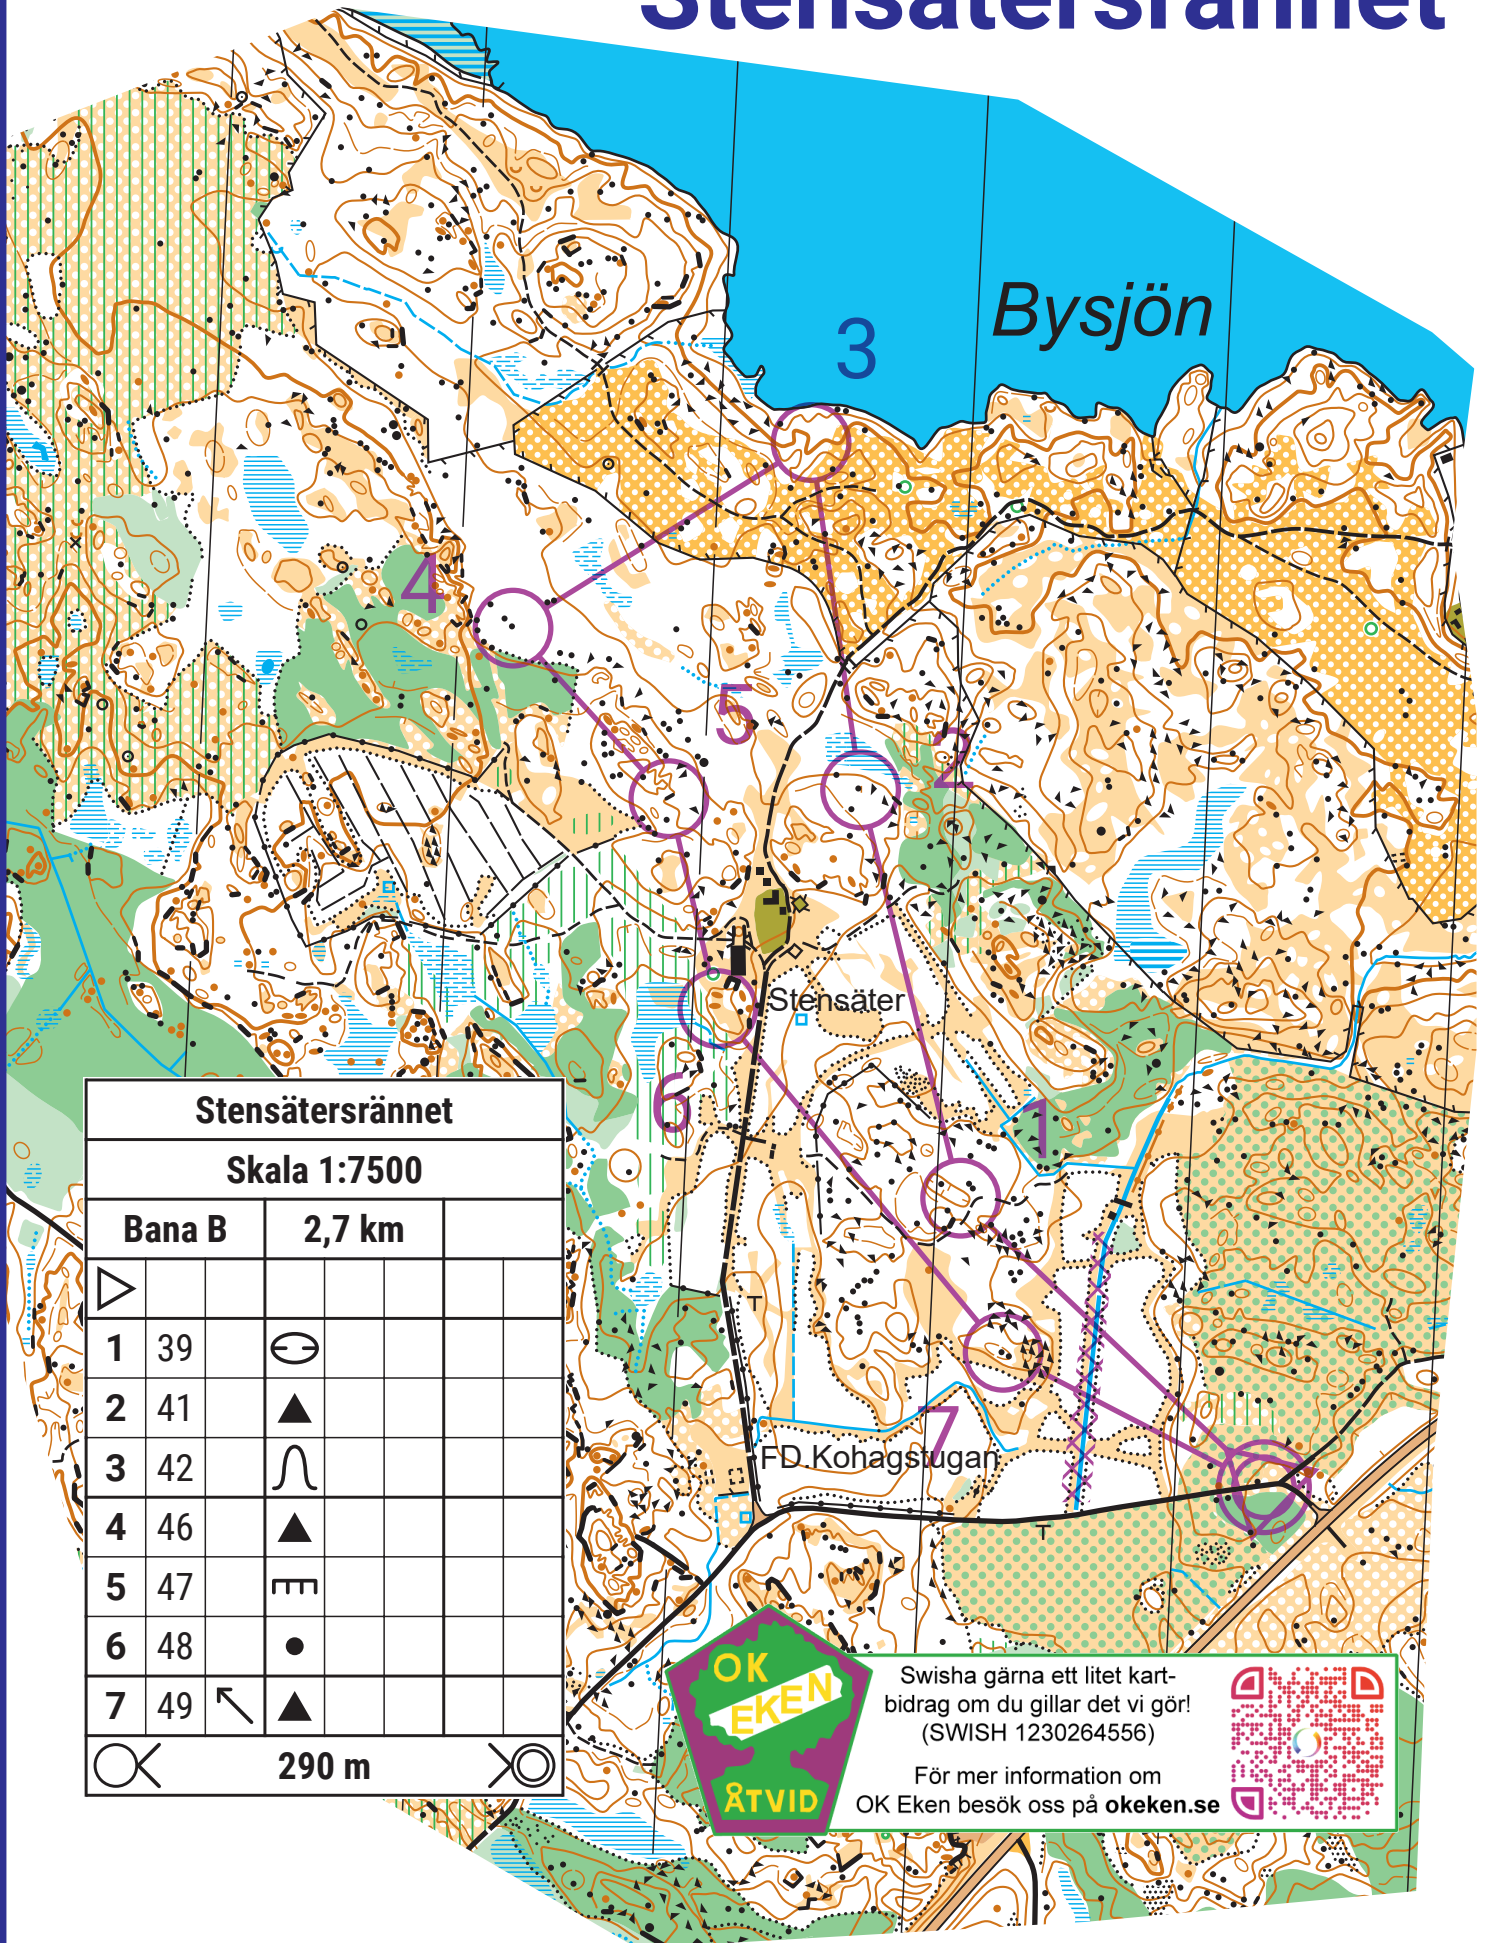 Stensätersrännet
Bysjön
3
4
5
2
Stensäter
6
1
7
FD.Kohagstugan
Stensätersrännet
Skala 1:7500
Bana B 2,7 km
1 39
2 41
3 42
4 46
5 47
6 48
7 49
290 m
OK
EKEN
ÅTVID
Swisha gärna ett litet kart-
bidrag om du gillar det vi gör!
(SWISH 1230264556)
För mer information om
OK Eken besök oss på okeken.se